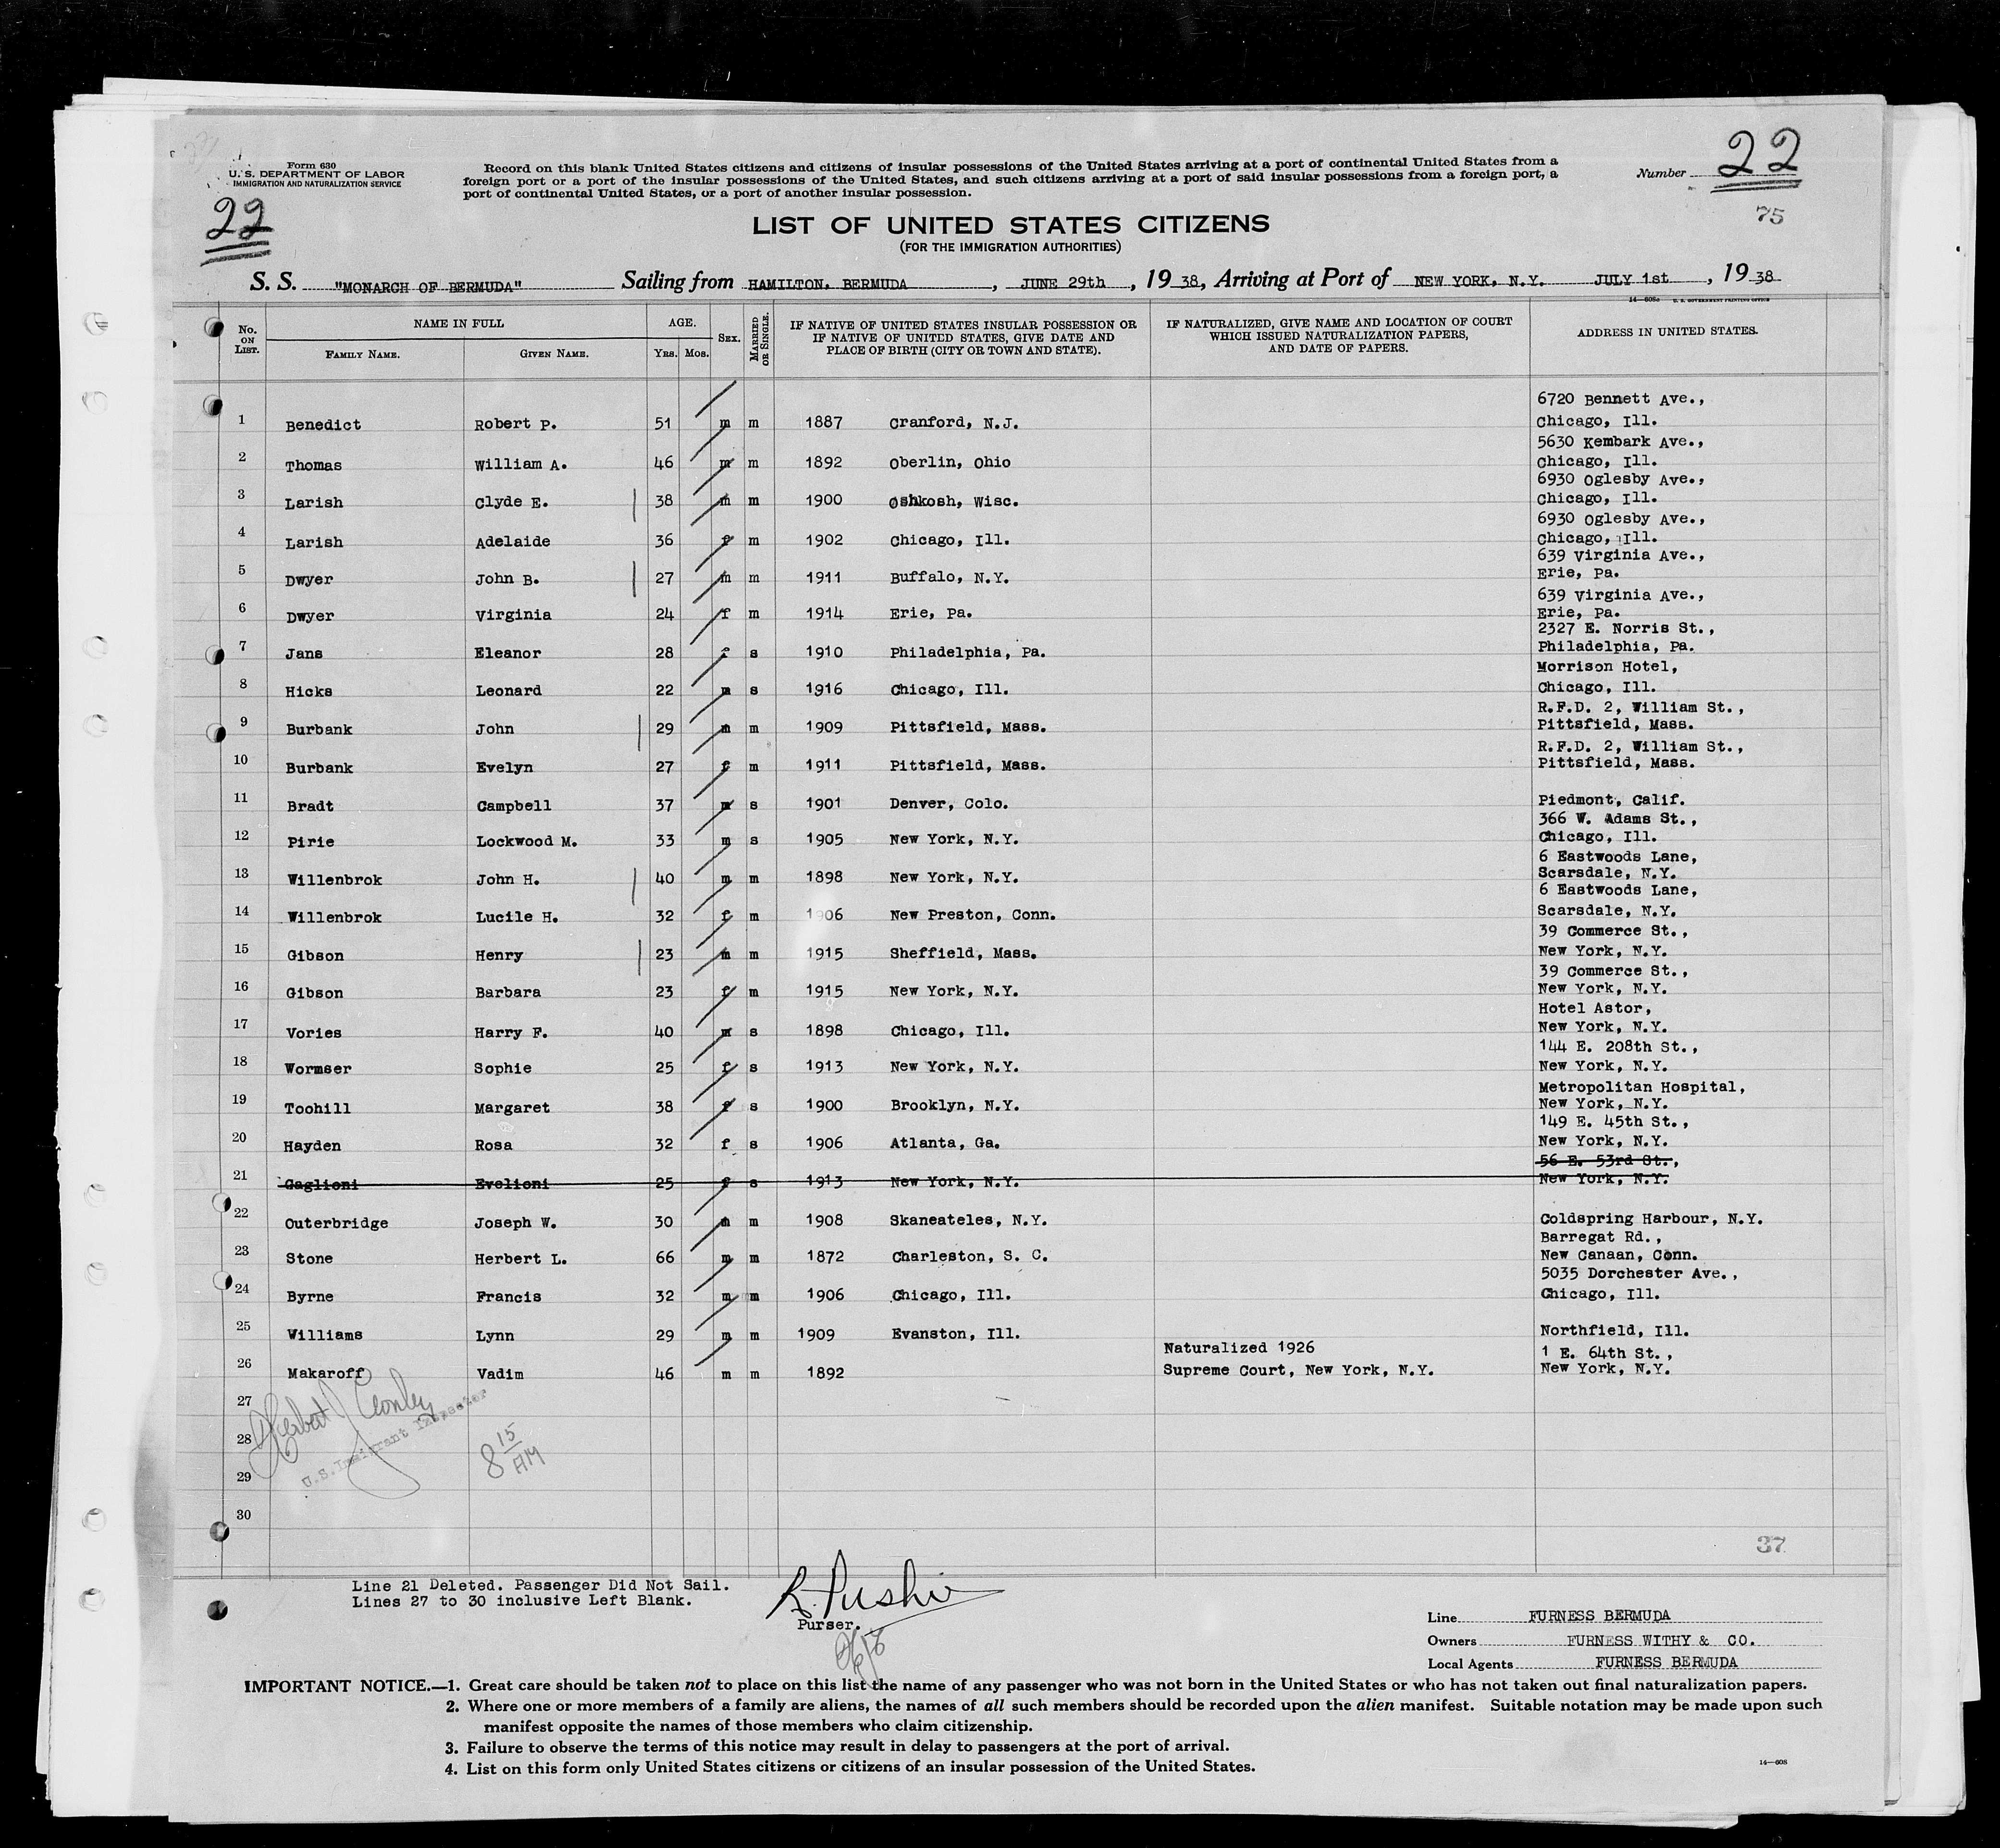 Form 630
U. S. DEPARTMENT OF LABOR
IMMIGRATION AND NATURALIZATION SERVICE
22
Record on this blank United States citizens and citizens of insular possessions of the United States arriving at a port of continental United States from a
foreign port or a port of the insular possessions of the United States, and such citizens arriving at a port of said insular possessions from a foreign port, a
port of continental United States, or a port of another insular possession.
Number 22
75
LIST OF UNITED STATES CITIZENS
(FOR THE IMMIGRATION AUTHORITIES)
S. S. "MONARCH OF BERMUDA" Sailing from HAMILTON, BERMUDA, JUNE 29th, 1938, Arriving at Port of NEW YORK, N.Y. JULY 1st, 1938
14—608a U. S. GOVERNMENT PRINTING OFFICE
No. ON LIST. NAME IN FULL FAMILY NAME. GIVEN NAME. AGE. YRS. MOS. SEX. MARRIED OR SINGLE. IF NATIVE OF UNITED STATES INSULAR POSSESSION OR IF NATIVE OF UNITED STATES, GIVE DATE AND PLACE OF BIRTH (CITY OR TOWN AND STATE). IF NATURALIZED, GIVE NAME AND LOCATION OF COURT WHICH ISSUED NATURALIZATION PAPERS, AND DATE OF PAPERS. ADDRESS IN UNITED STATES.
6720 Bennett Ave.,
1 Benedict Robert P. 51 m m 1887 Cranford, N.J. Chicago, Ill.
5630 Kembark Ave.,
2 Thomas William A. 46 m m 1892 Oberlin, Ohio Chicago, Ill.
6930 Oglesby Ave.,
3 Larish Clyde E. 38 m m 1900 Oshkosh, Wisc. Chicago, Ill.
6930 Oglesby Ave.,
4 Larish Adelaide 36 f m 1902 Chicago, Ill. Chicago, Ill.
639 Virginia Ave.,
5 Dwyer John B. 27 m m 1911 Buffalo, N.Y. Erie, Pa.
639 Virginia Ave.,
6 Dwyer Virginia 24 f m 1914 Erie, Pa. Erie, Pa.
2327 E. Norris St.,
7 Jans Eleanor 28 f s 1910 Philadelphia, Pa. Philadelphia, Pa.
Morrison Hotel,
8 Hicks Leonard 22 m s 1916 Chicago, Ill. Chicago, Ill.
R.F.D. 2, William St.,
9 Burbank John 29 m m 1909 Pittsfield, Mass. Pittsfield, Mass.
R.F.D. 2, William St.,
10 Burbank Evelyn 27 f m 1911 Pittsfield, Mass. Pittsfield, Mass.
11 Bradt Campbell 37 m s 1901 Denver, Colo. Piedmont, Calif.
366 W. Adams St.,
12 Pirie Lockwood M. 33 m s 1905 New York, N.Y. Chicago, Ill.
6 Eastwoods Lane,
13 Willenbrok John H. 40 m m 1898 New York, N.Y. Scarsdale, N.Y.
6 Eastwoods Lane,
14 Willenbrok Lucile H. 32 f m 1906 New Preston, Conn. Scarsdale, N.Y.
39 Commerce St.,
15 Gibson Henry 23 m m 1915 Sheffield, Mass. New York, N.Y.
39 Commerce St.,
16 Gibson Barbara 23 f m 1915 New York, N.Y. New York, N.Y.
Hotel Astor,
17 Vories Harry F. 40 m s 1898 Chicago, Ill. New York, N.Y.
144 E. 208th St.,
18 Wormser Sophie 25 f s 1913 New York, N.Y. New York, N.Y.
Metropolitan Hospital,
19 Toohill Margaret 38 f s 1900 Brooklyn, N.Y. New York, N.Y.
149 E. 45th St.,
20 Hayden Rosa 32 f s 1906 Atlanta, Ga. New York, N.Y.
56 E. 53rd St.,
21 Gaglioni Evelioni 25 f s 1913 New York, N.Y. New York, N.Y.
22 Outerbridge Joseph W. 30 m m 1908 Skaneateles, N.Y. Coldspring Harbour, N.Y.
Barregat Rd.,
23 Stone Herbert L. 66 m m 1872 Charleston, S. C. New Canaan, Conn.
5035 Dorchester Ave.,
24 Byrne Francis 32 m m 1906 Chicago, Ill. Chicago, Ill.
25 Williams Lynn 29 m m 1909 Evanston, Ill. Northfield, Ill.
Naturalized 1926 1 E. 64th St.,
26 Makaroff Vadim 46 m m 1892 Supreme Court, New York, N.Y. New York, N.Y.
27
28
29
30
Herbert J Conley
U.S. Immigrant Inspector
8 15 AM
37
Line 21 Deleted. Passenger Did Not Sail.
Lines 27 to 30 inclusive Left Blank.
Purser.
Line FURNESS BERMUDA
Owners FURNESS WITHY & CO.
Local Agents FURNESS BERMUDA
IMPORTANT NOTICE.—1. Great care should be taken not to place on this list the name of any passenger who was not born in the United States or who has not taken out final naturalization papers.
2. Where one or more members of a family are aliens, the names of all such members should be recorded upon the alien manifest. Suitable notation may be made upon such
manifest opposite the names of those members who claim citizenship.
3. Failure to observe the terms of this notice may result in delay to passengers at the port of arrival.
4. List on this form only United States citizens or citizens of an insular possession of the United States.
14—608